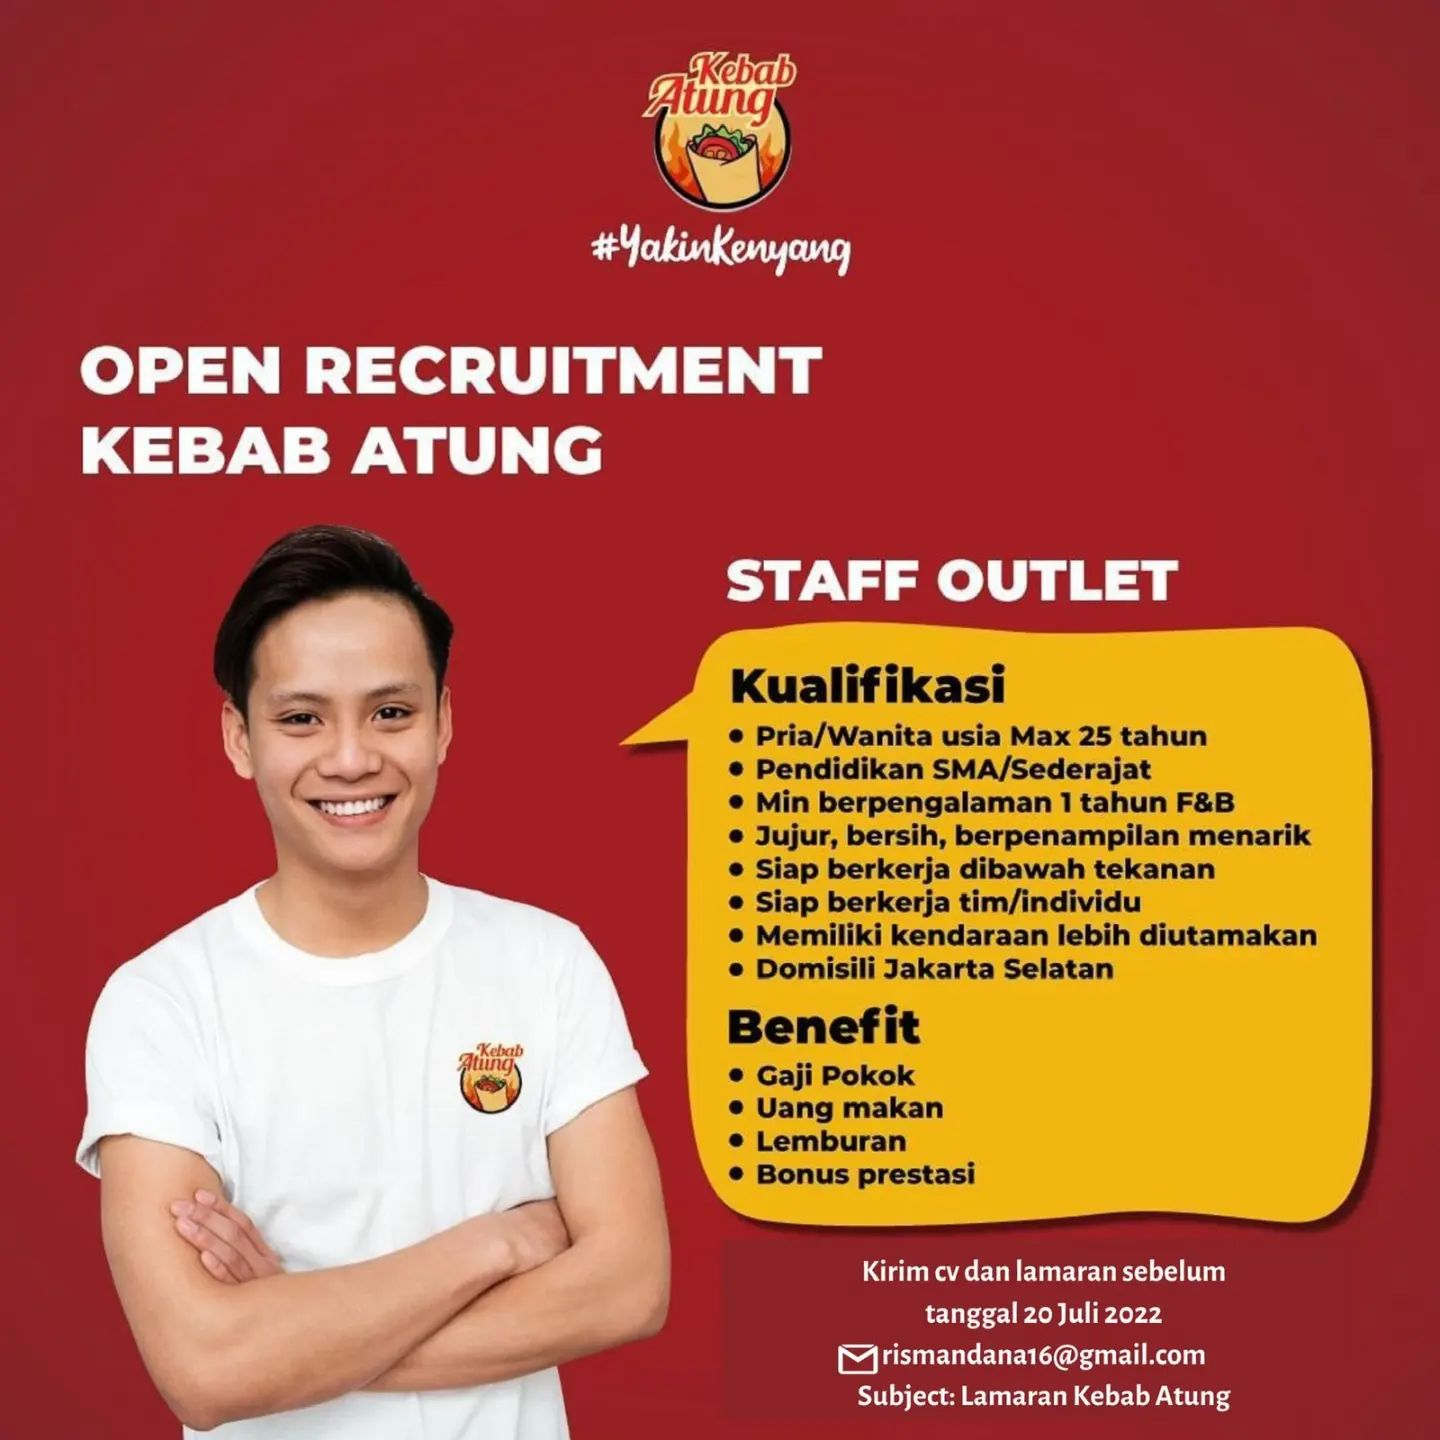 Kebab
Atung
#YakinKenyang
OPEN RECRUITMENT
KEBAB ATUNG
STAFF OUTLET
Kualifikasi
• Pria/Wanita usia Max 25 tahun
• Pendidikan SMA/Sederajat
• Min berpengalaman 1 tahun F&B
• Jujur, bersih, berpenampilan menarik
• Siap berkerja dibawah tekanan
• Siap berkerja tim/individu
• Memiliki kendaraan lebih diutamakan
• Domisili Jakarta Selatan
Benefit
• Gaji Pokok
• Uang makan
• Lemburan
• Bonus prestasi
Kebab
Atung
Kirim cv dan lamaran sebelum
tanggal 20 Juli 2022
rismandana16@gmail.com
Subject: Lamaran Kebab Atung